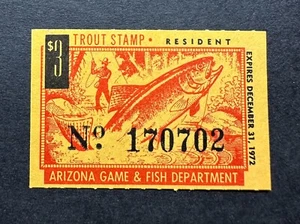 TROUT STAMP • RESIDENT
$3
EXPIRES DECEMBER 31, 1972
Nº 170702
ARIZONA GAME & FISH DEPARTMENT